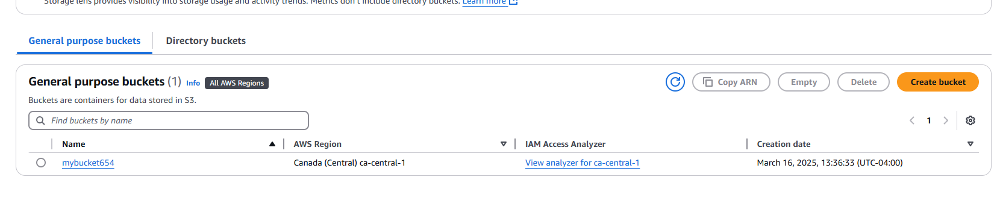 Storage lens provides visibility into storage usage and activity trends. Metrics don't include directory buckets. Learn more
General purpose buckets Directory buckets
General purpose buckets (1) Info All AWS Regions Copy ARN Empty Delete Create bucket
Buckets are containers for data stored in S3.
Find buckets by name 1
Name AWS Region IAM Access Analyzer Creation date
mybucket654 Canada (Central) ca-central-1 View analyzer for ca-central-1 March 16, 2025, 13:36:33 (UTC-04:00)